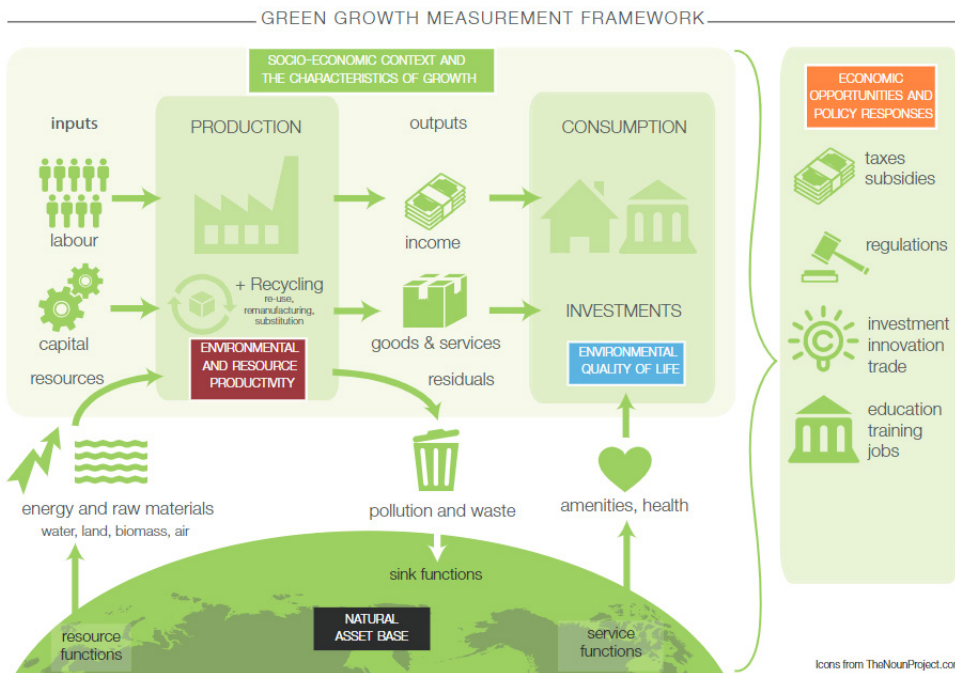 GREEN GROWTH MEASUREMENT FRAMEWORK
SOCIO-ECONOMIC CONTEXT AND
THE CHARACTERISTICS OF GROWTH
inputs
PRODUCTION
outputs
CONSUMPTION
labour
income
+ Recycling
re-use,
remanufacturing,
substitution
INVESTMENTS
capital
goods & services
resources
ENVIRONMENTAL
AND RESOURCE
PRODUCTIVITY
residuals
ENVIRONMENTAL
QUALITY OF LIFE
energy and raw materials
water, land, biomass, air
pollution and waste
amenities, health
sink functions
resource
functions
NATURAL
ASSET BASE
service
functions
ECONOMIC
OPPORTUNITIES AND
POLICY RESPONSES
taxes
subsidies
regulations
C
investment
innovation
trade
education
training
jobs
Icons from TheNounProject.com